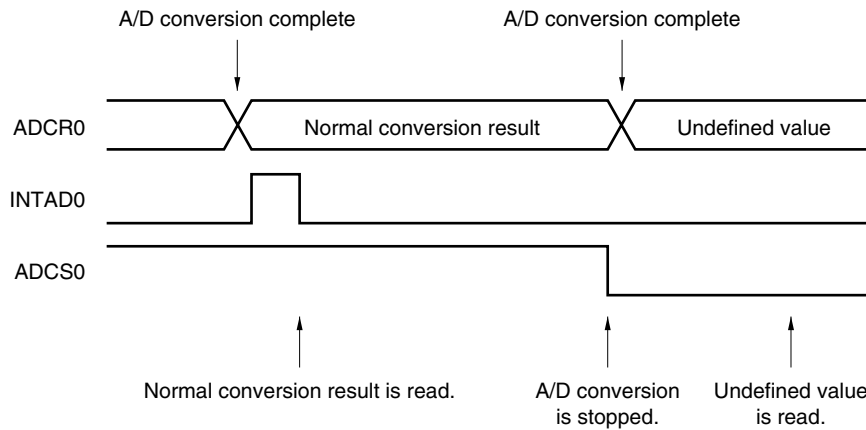 A/D conversion complete
A/D conversion complete
ADCR0
Normal conversion result
Undefined value
INTAD0
ADCS0
Normal conversion result is read.
A/D conversion
is stopped.
Undefined value
is read.